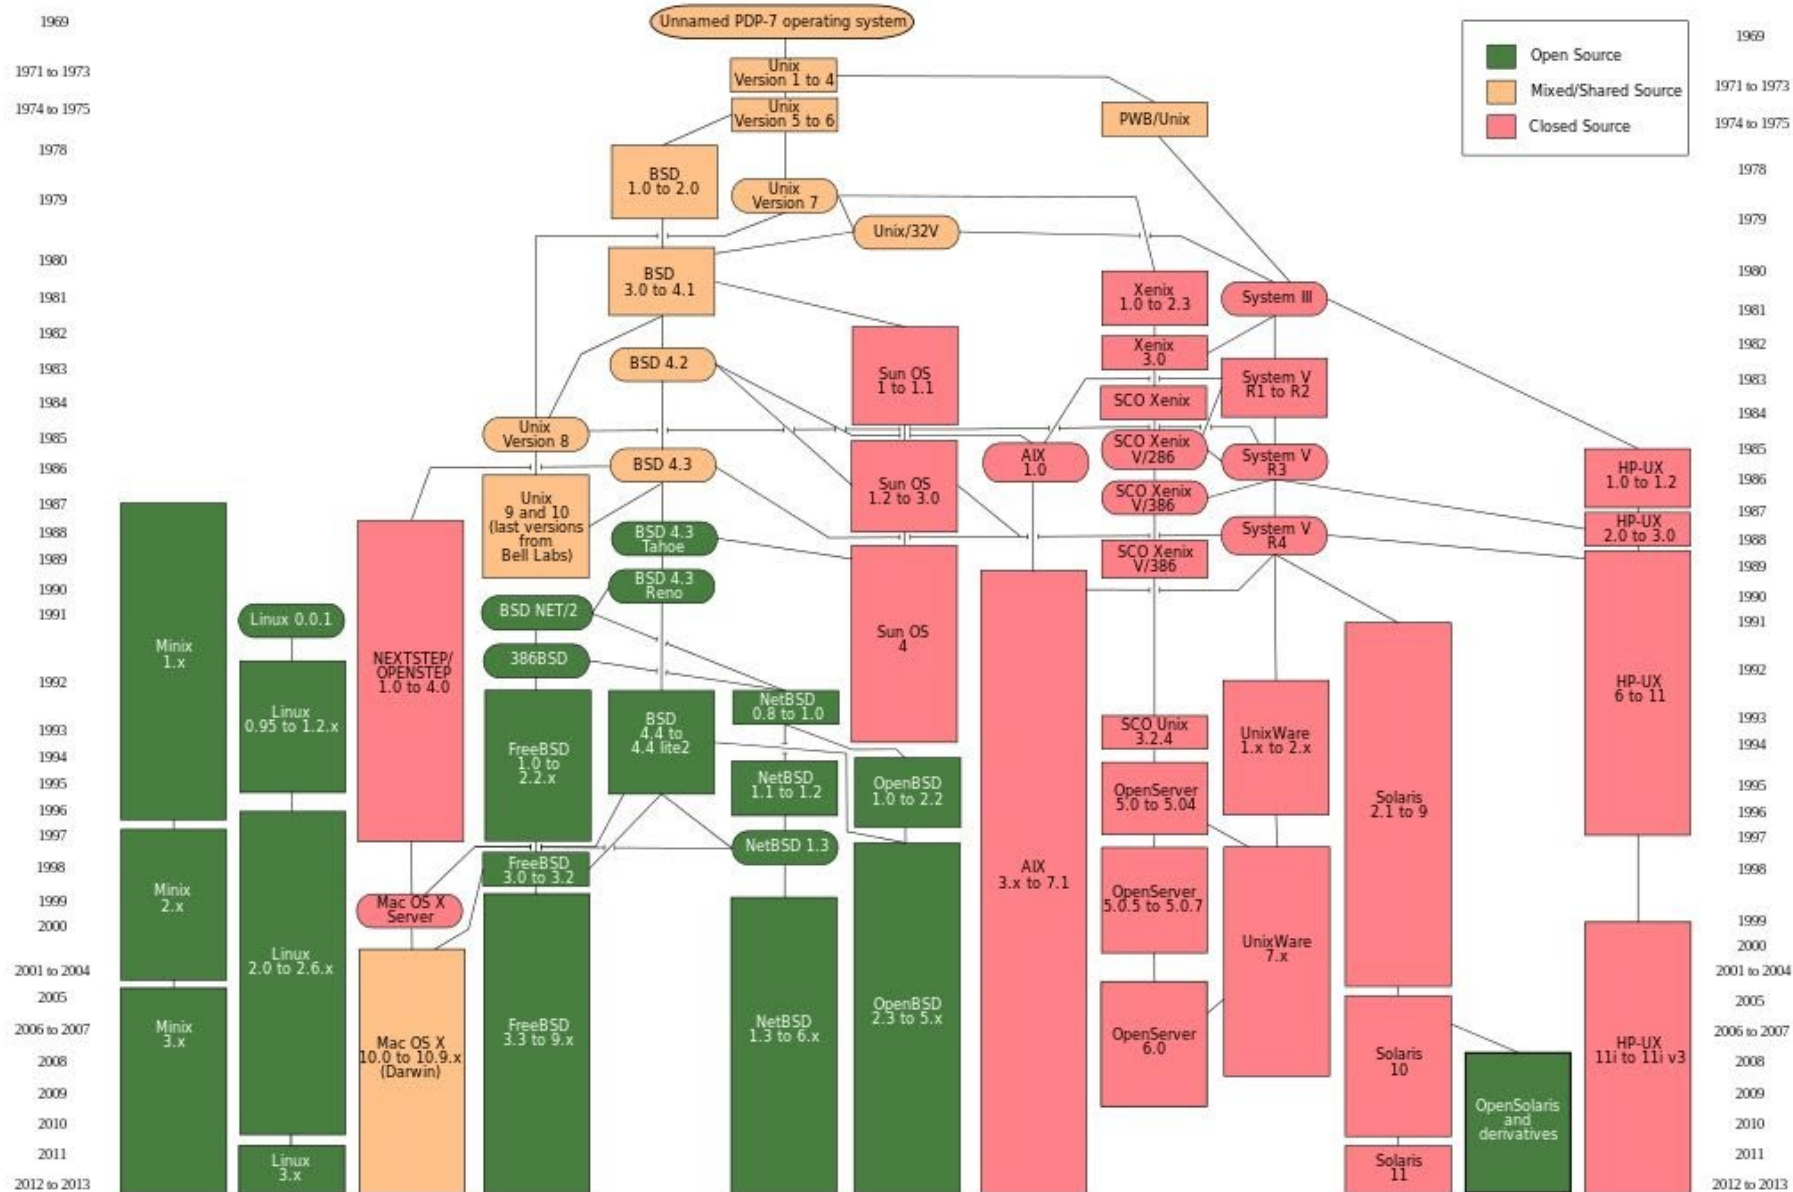 Unnamed PDP-7 operating system
Unix
Version 1 to 4
Unix
Version 5 to 6
PWB/Unix
BSD
1.0 to 2.0
Unix
Version 7
Unix/32V
BSD
3.0 to 4.1
Xenix
1.0 to 2.3
System III
Xenix
3.0
BSD 4.2
Sun OS
1 to 1.1
System V
R1 to R2
SCO Xenix
Unix
Version 8
SCO Xenix
V/286
AIX
1.0
System V
R3
BSD 4.3
HP-UX
1.0 to 1.2
Sun OS
1.2 to 3.0
SCO Xenix
V/386
Unix
9 and 10
(last versions
from
Bell Labs)
HP-UX
2.0 to 3.0
BSD 4.3
Tahoe
System V
R4
SCO Xenix
V/386
BSD 4.3
Reno
BSD NET/2
Linux 0.0.1
Minix
1.x
Sun OS
4
386BSD
NEXTSTEP/
OPENSTEP
1.0 to 4.0
HP-UX
6 to 11
NetBSD
0.8 to 1.0
Linux
0.95 to 1.2.x
BSD
4.4 to
4.4 lite2
SCO Unix
3.2.4
UnixWare
1.x to 2.x
FreeBSD
1.0 to
2.2.x
NetBSD
1.1 to 1.2
OpenBSD
1.0 to 2.2
OpenServer
5.0 to 5.04
Solaris
2.1 to 9
NetBSD 1.3
FreeBSD
3.0 to 3.2
AIX
3.x to 7.1
Minix
2.x
OpenServer
5.0.5 to 5.0.7
Mac OS X
Server
UnixWare
7.x
Linux
2.0 to 2.6.x
OpenBSD
2.3 to 5.x
NetBSD
1.3 to 6.x
Minix
3.x
FreeBSD
3.3 to 9.x
OpenServer
6.0
Mac OS X
10.0 to 10.9.x
(Darwin)
HP-UX
11i to 11i v3
Solaris
10
OpenSolaris
and
derivatives
Linux
3.x
Solaris
11
Open Source
Mixed/Shared Source
Closed Source
1969
1971 to 1973
1974 to 1975
1978
1979
1980
1981
1982
1983
1984
1985
1986
1987
1988
1989
1990
1991
1992
1993
1994
1995
1996
1997
1998
1999
2000
2001 to 2004
2005
2006 to 2007
2008
2009
2010
2011
2012 to 2013
1969
1971 to 1973
1974 to 1975
1978
1979
1980
1981
1982
1983
1984
1985
1986
1987
1988
1989
1990
1991
1992
1993
1994
1995
1996
1997
1998
1999
2000
2001 to 2004
2005
2006 to 2007
2008
2009
2010
2011
2012 to 2013